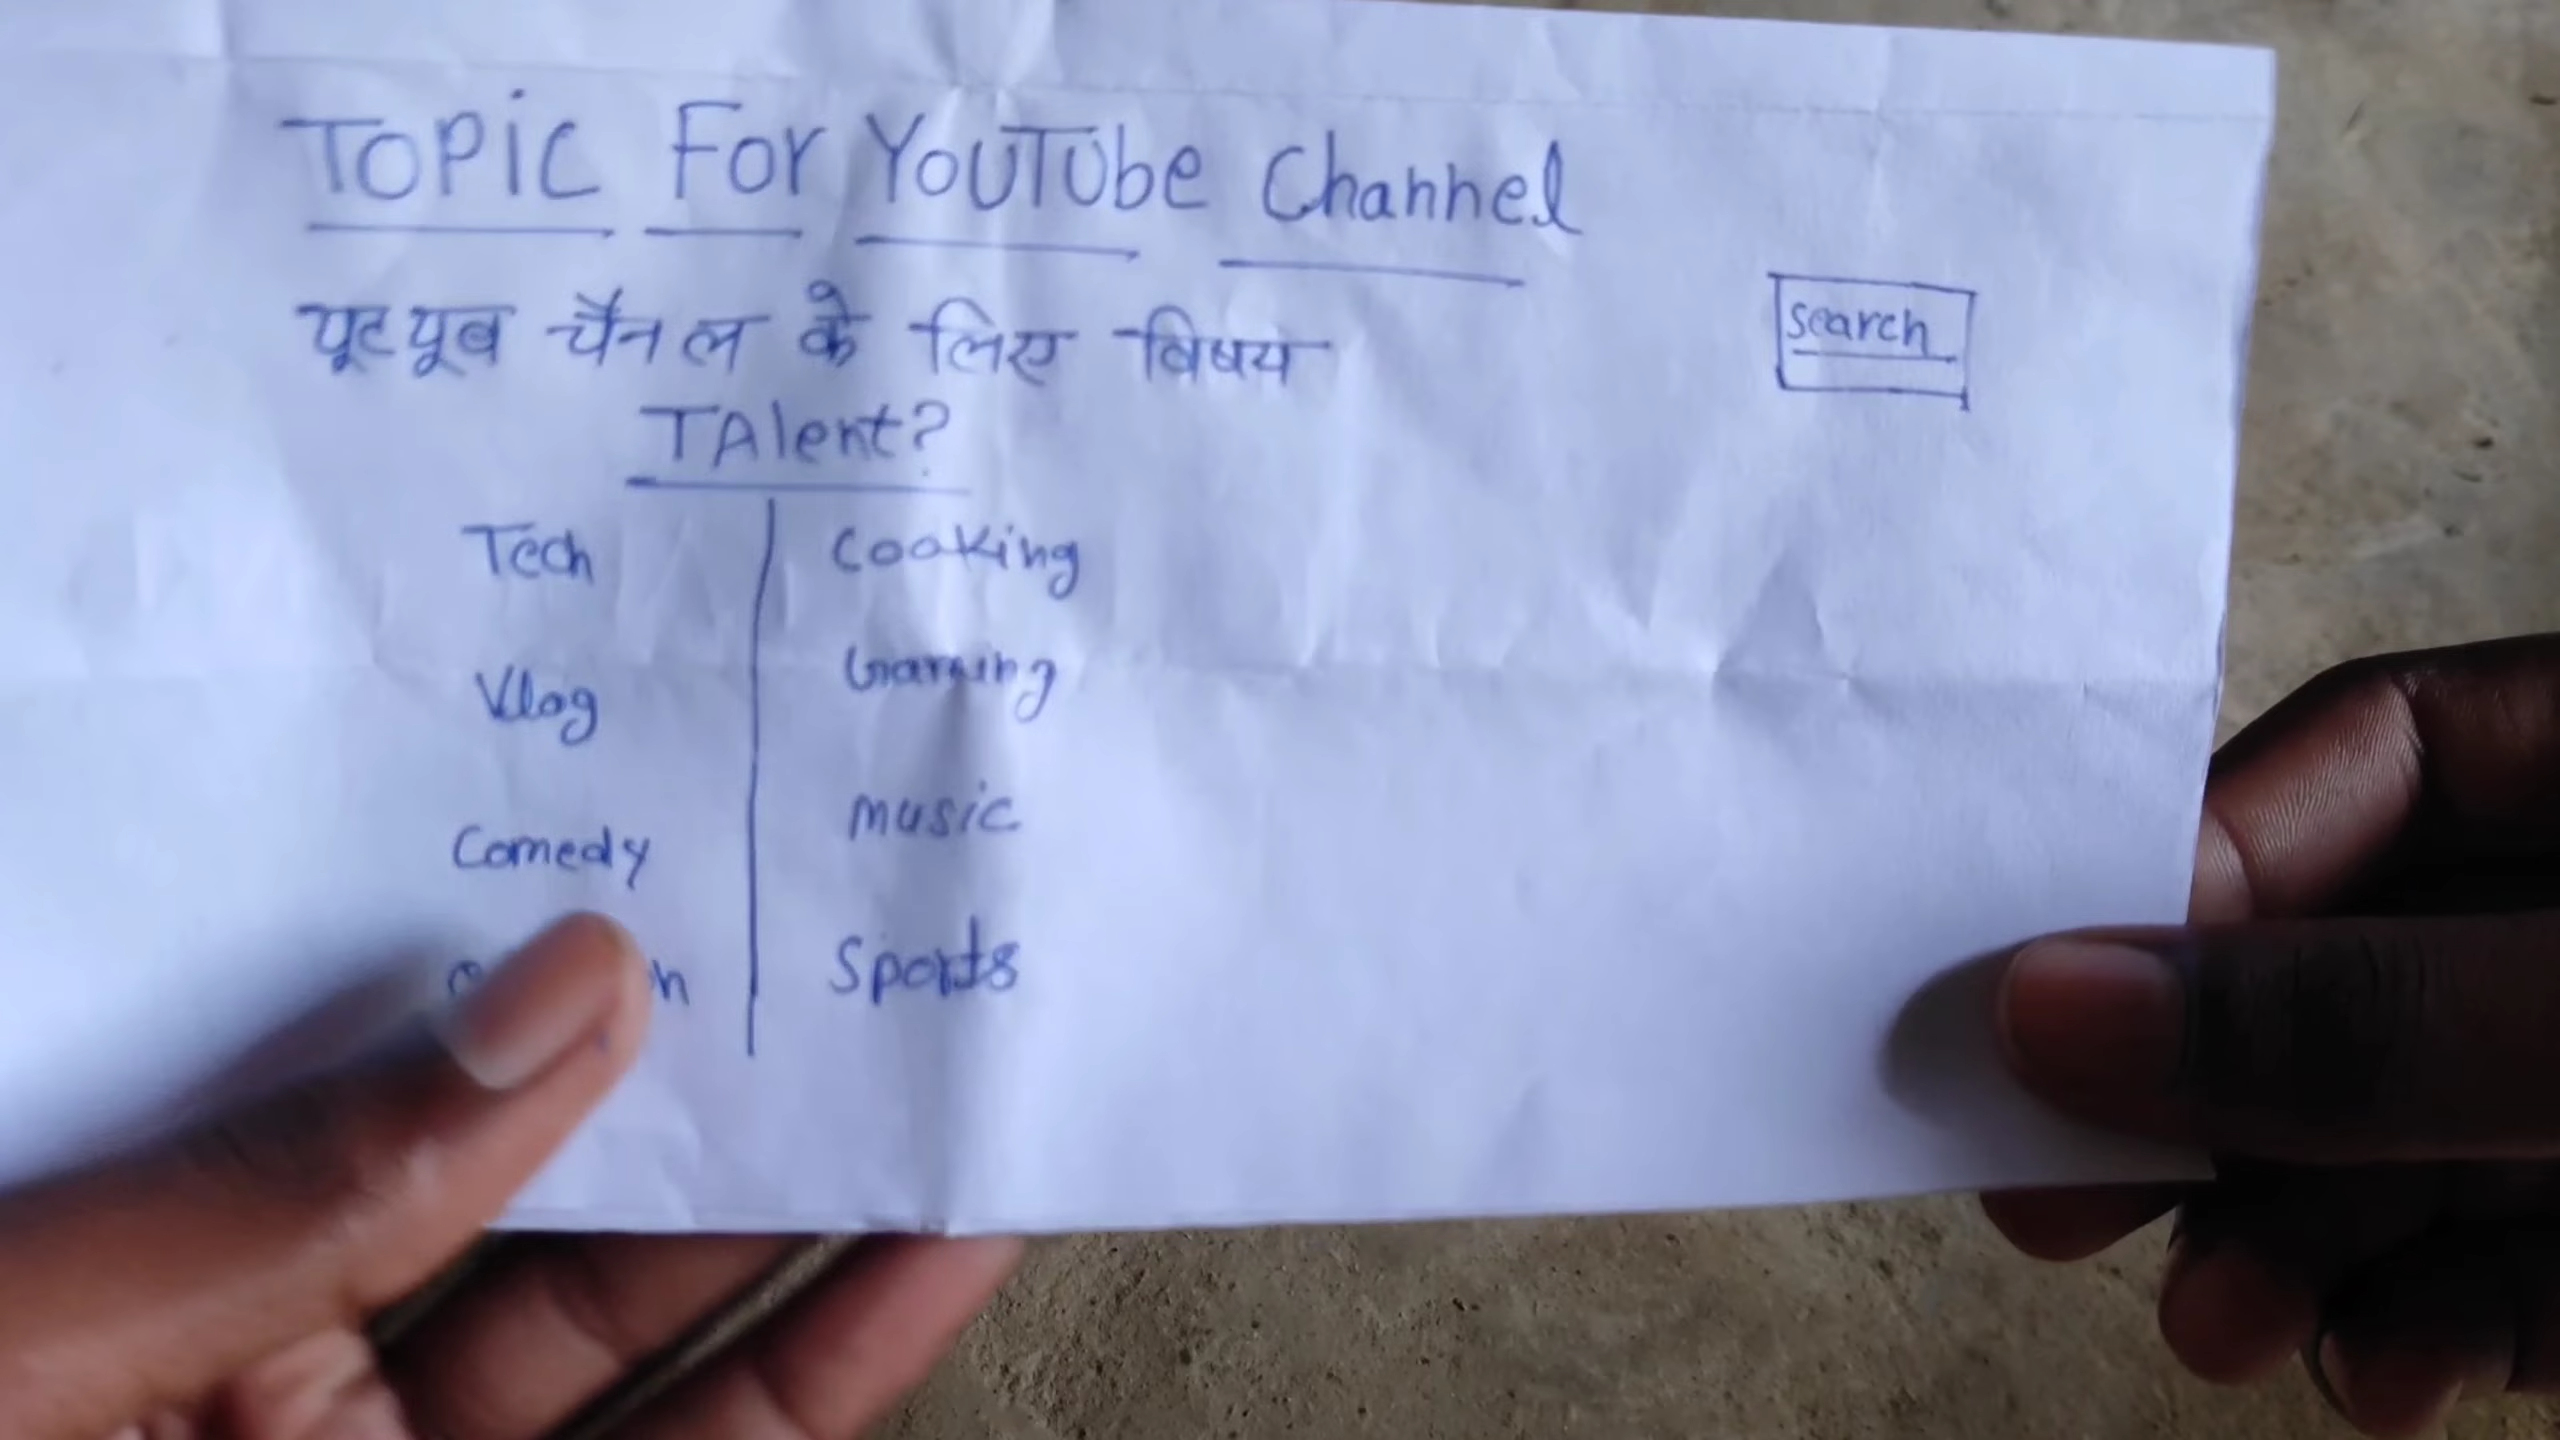 TOPiC For YouTube Channel
यूट यूब चैनल के लिए विषय
search
TAlent?
Tech
Vlog
Comedy
Cooking
Gaming
music
Sports